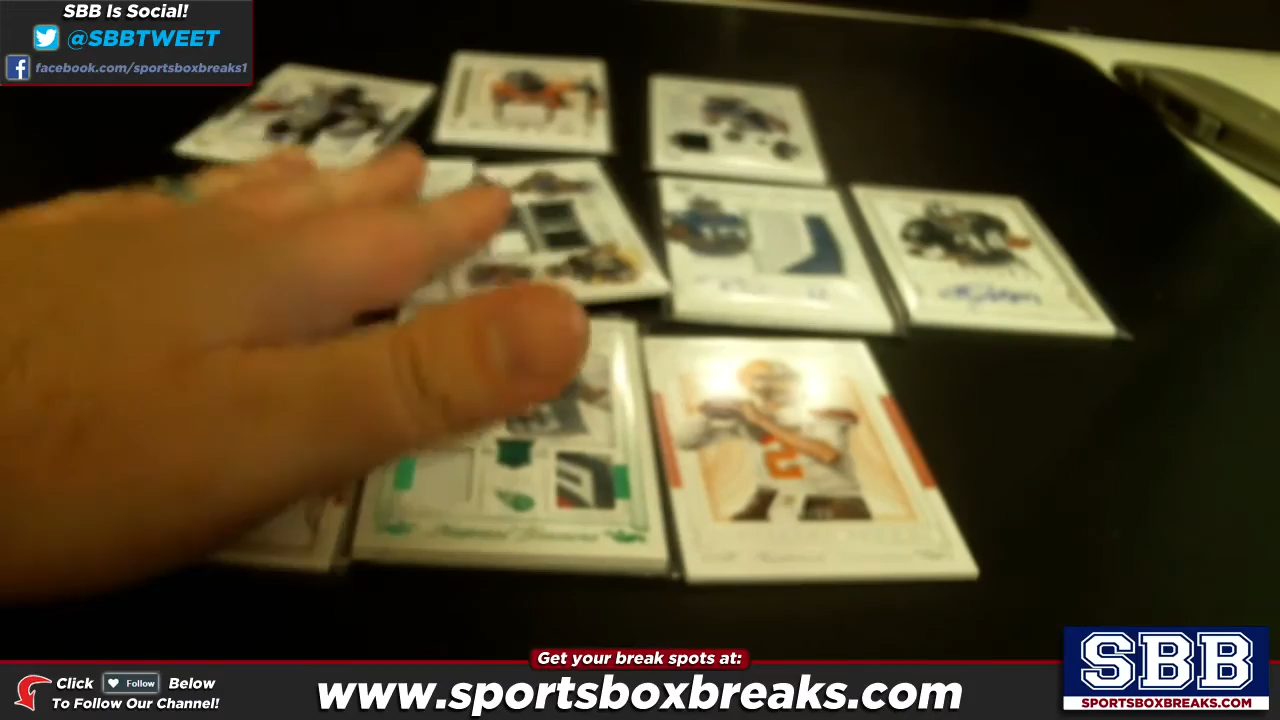 SBB Is Social!
@SBBTWEET
facebook.com/sportsboxbreaks1
2
Get your break spots at:
www.sportsboxbreaks.com
Click Follow Below
To Follow Our Channel!
SBB
SPORTSBOXBREAKS.COM